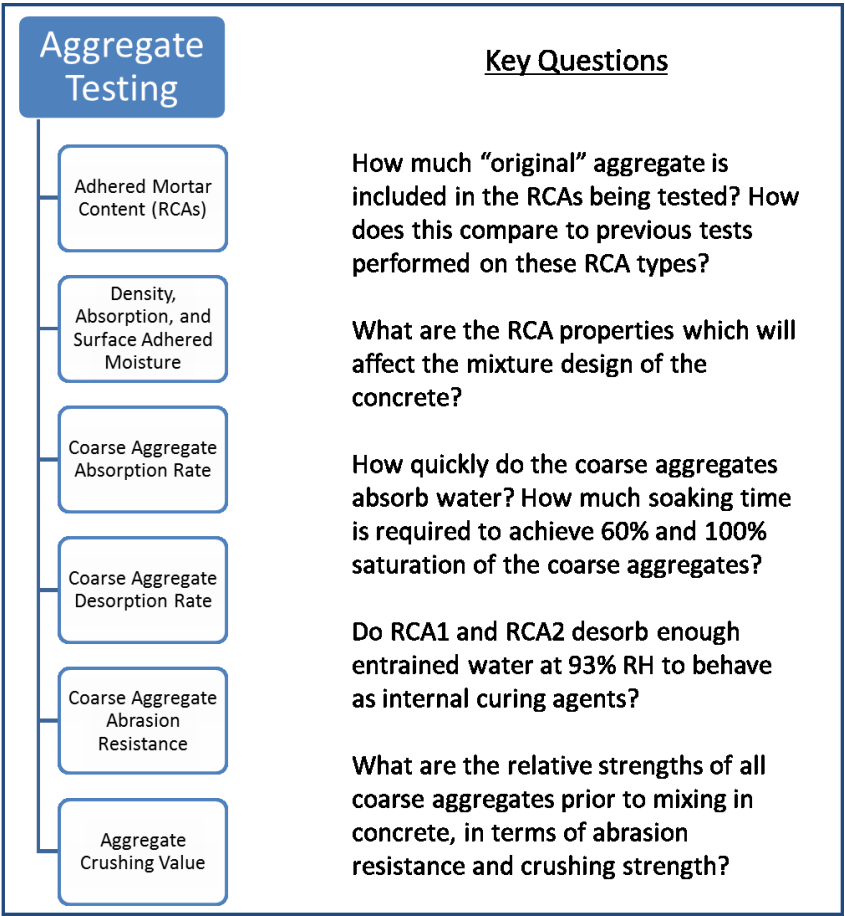 Aggregate
Testing
Adhered Mortar
Content (RCAs)
Density,
Absorption, and
Surface Adhered
Moisture
Coarse Aggregate
Absorption Rate
Coarse Aggregate
Desorption Rate
Coarse Aggregate
Abrasion
Resistance
Aggregate
Crushing Value
Key Questions
How much “original” aggregate is
included in the RCAs being tested? How
does this compare to previous tests
performed on these RCA types?
What are the RCA properties which will
affect the mixture design of the
concrete?
How quickly do the coarse aggregates
absorb water? How much soaking time
is required to achieve 60% and 100%
saturation of the coarse aggregates?
Do RCA1 and RCA2 desorb enough
entrained water at 93% RH to behave
as internal curing agents?
What are the relative strengths of all
coarse aggregates prior to mixing in
concrete, in terms of abrasion
resistance and crushing strength?